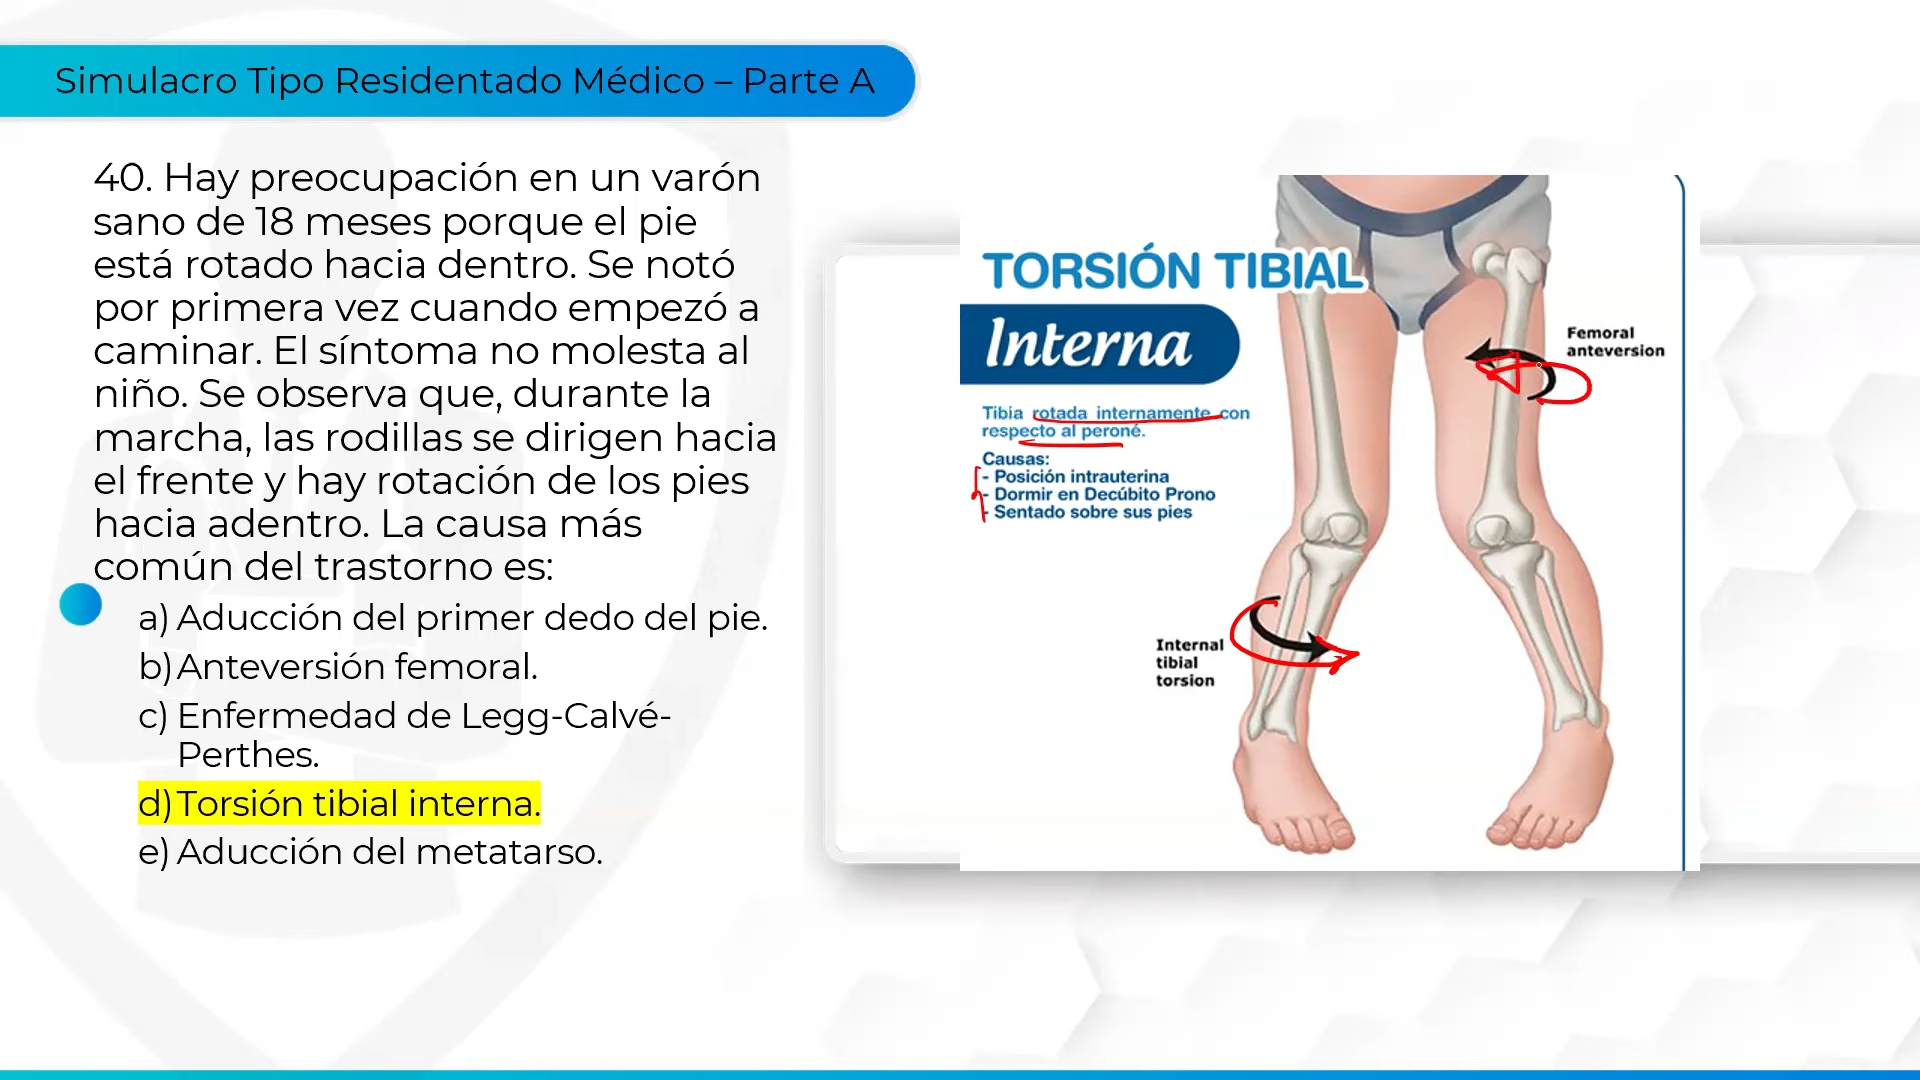 Simulacro Tipo Residentado Médico – Parte A
40. Hay preocupación en un varón
sano de 18 meses porque el pie
está rotado hacia dentro. Se notó
por primera vez cuando empezó a
caminar. El síntoma no molesta al
niño. Se observa que, durante la
marcha, las rodillas se dirigen hacia
el frente y hay rotación de los pies
hacia adentro. La causa más
común del trastorno es:
a) Aducción del primer dedo del pie.
b) Anteversión femoral.
c) Enfermedad de Legg-Calvé-
Perthes.
d) Torsión tibial interna.
e) Aducción del metatarso.
TORSIÓN TIBIAL
Interna
Tibia rotada internamente con
respecto al peroné.
Causas:
- Posición intrauterina
- Dormir en Decúbito Prono
- Sentado sobre sus pies
Femoral
anteversion
Internal
tibial
torsion